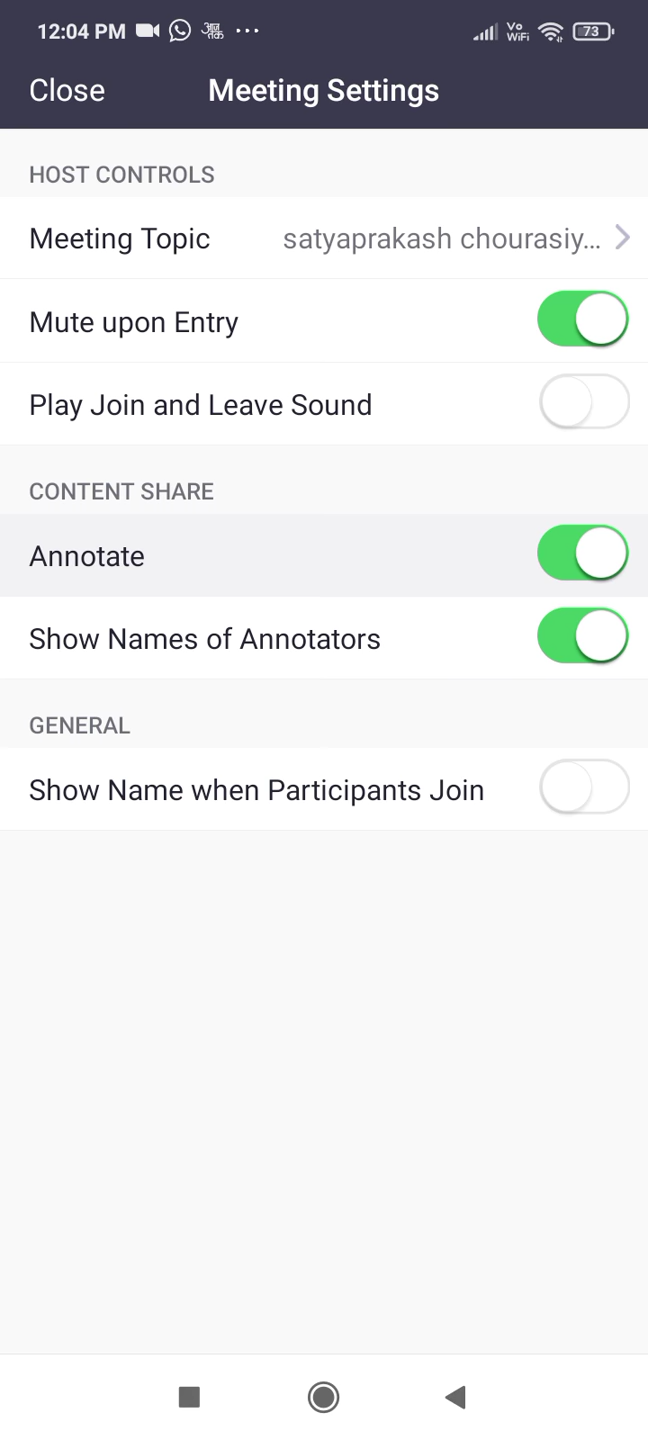 12:04 PM
Vo
WiFi
73
Close
Meeting Settings
HOST CONTROLS
Meeting Topic satyaprakash chourasiy...
Mute upon Entry
Play Join and Leave Sound
CONTENT SHARE
Annotate
Show Names of Annotators
GENERAL
Show Name when Participants Join